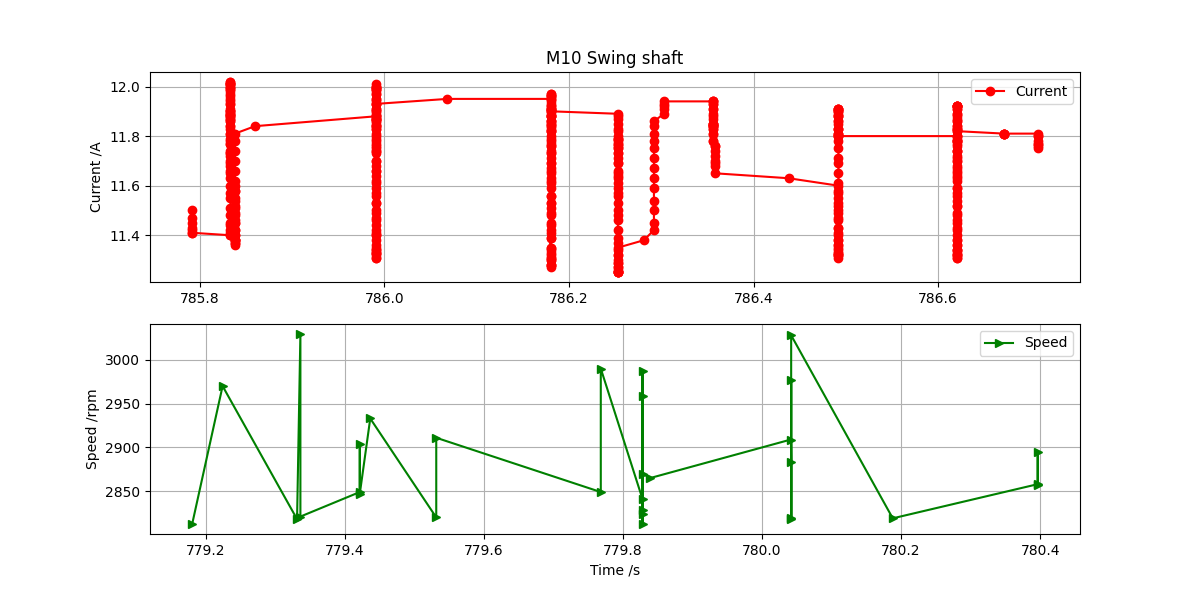 M10 Swing shaft
12.0
11.8
11.6
11.4
Current /A
Current
785.8 786.0 786.2 786.4 786.6
3000
2950
2900
2850
Speed /rpm
Speed
779.2 779.4 779.6 779.8 780.0 780.2 780.4
Time /s